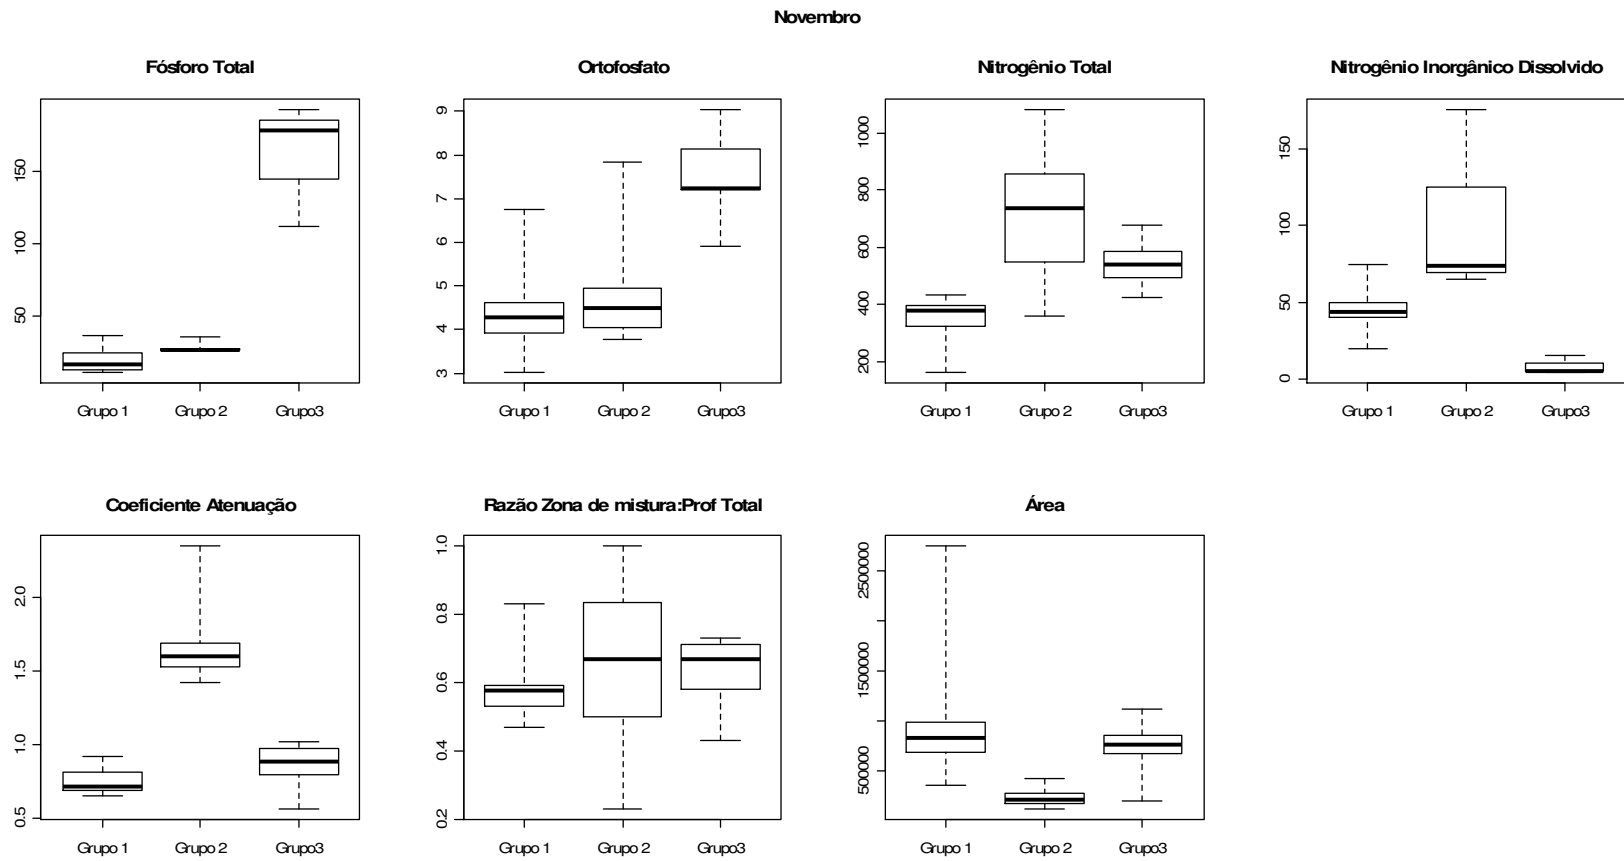 Novembro
Fósforo Total
150
100
50
Grupo 1 Grupo 2 Grupo3
Ortofosfato
9
8
7
6
5
4
3
Grupo 1 Grupo 2 Grupo3
Nitrogênio Total
1000
800
600
400
200
Grupo 1 Grupo 2 Grupo3
Nitrogênio Inorgânico Dissolvido
150
100
50
0
Grupo 1 Grupo 2 Grupo3
Coeficiente Atenuação
2.0
1.5
1.0
0.5
Grupo 1 Grupo 2 Grupo3
Razão Zona de mistura:Prof Total
1.0
0.8
0.6
0.4
0.2
Grupo 1 Grupo 2 Grupo3
Área
2500000
1500000
500000
Grupo 1 Grupo 2 Grupo3